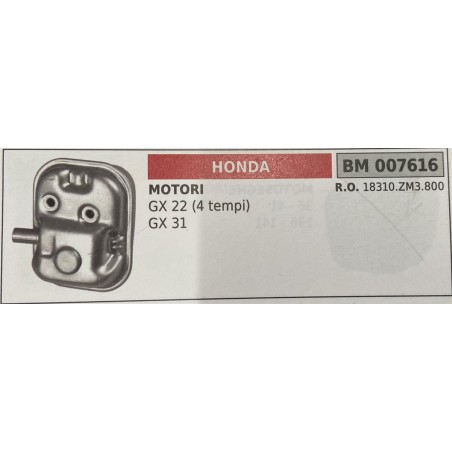 HONDA
BM 007616
MOTORI
R.O. 18310.ZM3.800
GX 22 (4 tempi)
GX 31